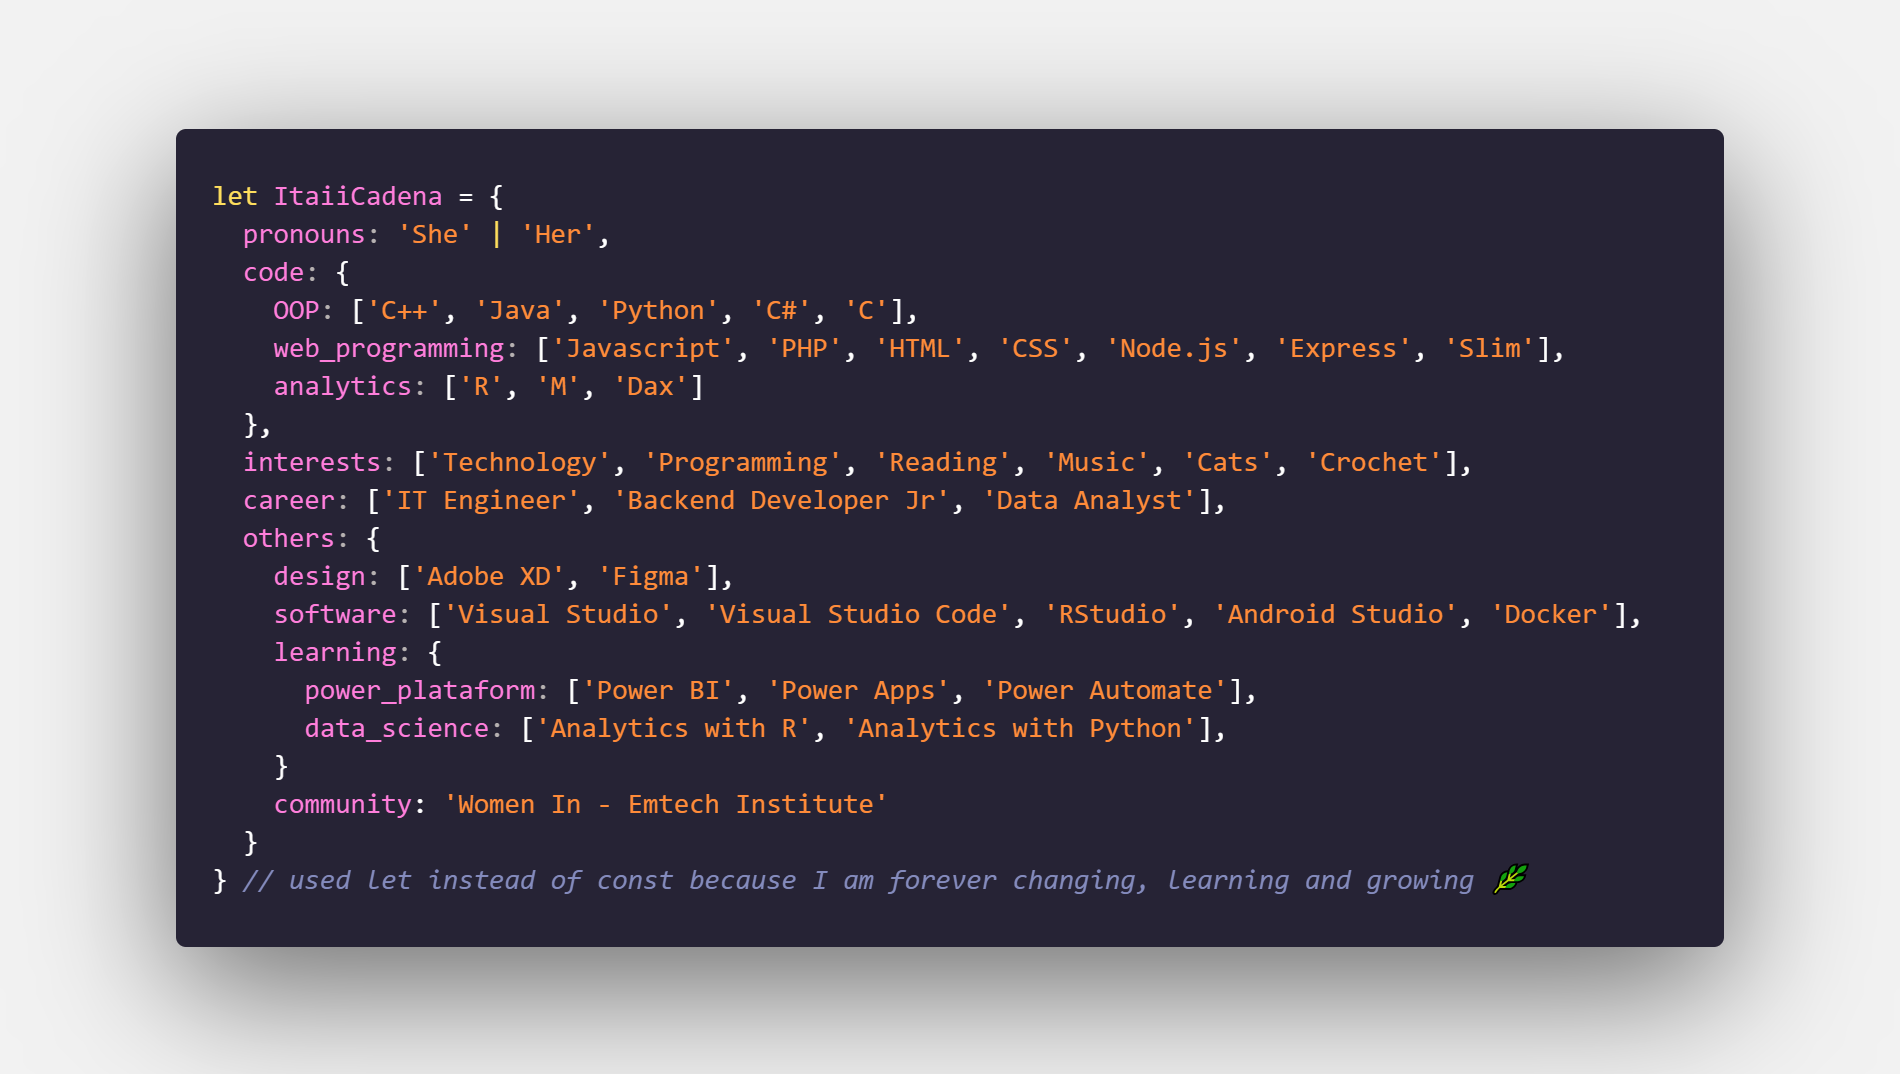 let ItaiiCadena = {
  pronouns: 'She' | 'Her',
  code: {
    OOP: ['C++', 'Java', 'Python', 'C#', 'C'],
    web_programming: ['Javascript', 'PHP', 'HTML', 'CSS', 'Node.js', 'Express', 'Slim'],
    analytics: ['R', 'M', 'Dax']
  },
  interests: ['Technology', 'Programming', 'Reading', 'Music', 'Cats', 'Crochet'],
  career: ['IT Engineer', 'Backend Developer Jr', 'Data Analyst'],
  others: {
    design: ['Adobe XD', 'Figma'],
    software: ['Visual Studio', 'Visual Studio Code', 'RStudio', 'Android Studio', 'Docker'],
    learning: {
      power_plataform: ['Power BI', 'Power Apps', 'Power Automate'],
      data_science: ['Analytics with R', 'Analytics with Python'],
    }
    community: 'Women In - Emtech Institute'
  }
} // used let instead of const because I am forever changing, learning and growing 🌿